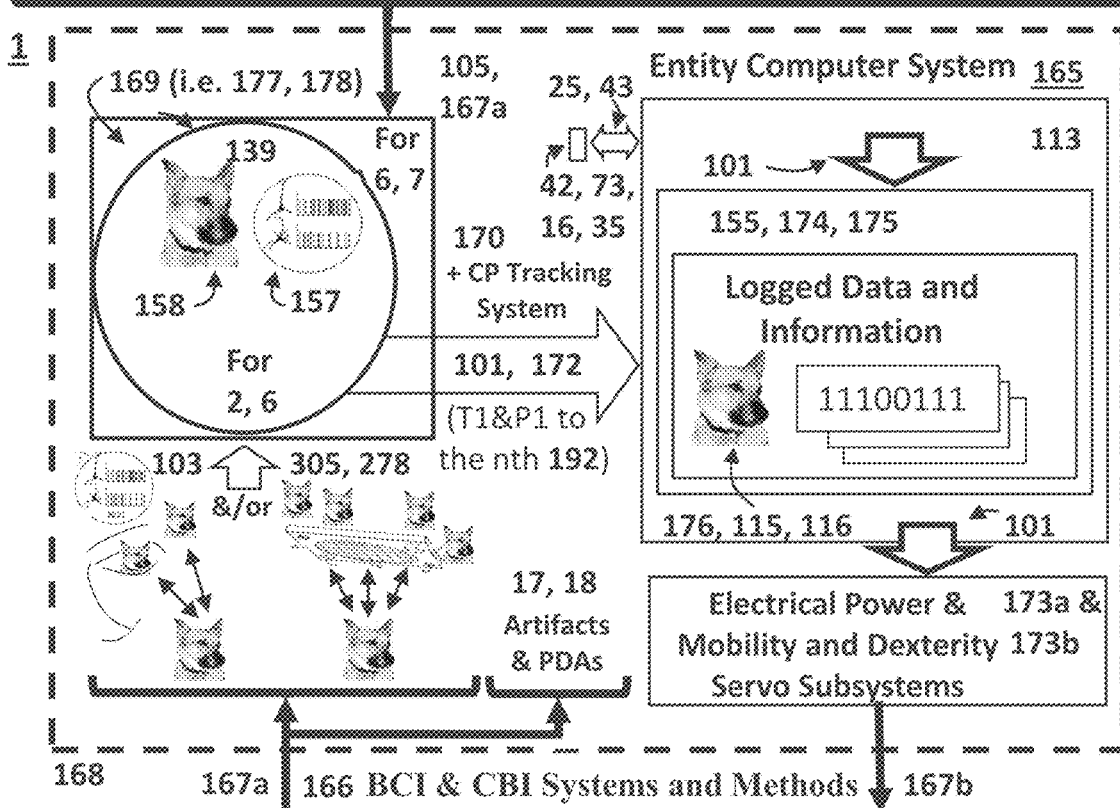 1
169 (i.e. 177, 178)
105,
167a
25, 43
Entity Computer System 165
139
For
6, 7
42, 73,
16, 35
101
113
155, 174, 175
170
+ CP Tracking
System
158
157
For
2, 6
101, 172
(T1&P1 to
the nth 192)
Logged Data and
Information
11100111
103
305, 278
&/or
176, 115, 116
101
17, 18
Artifacts
& PDAs
Electrical Power & 173a &
Mobility and Dexterity 173b
Servo Subsystems
168
167a
166 BCI & CBI Systems and Methods
167b